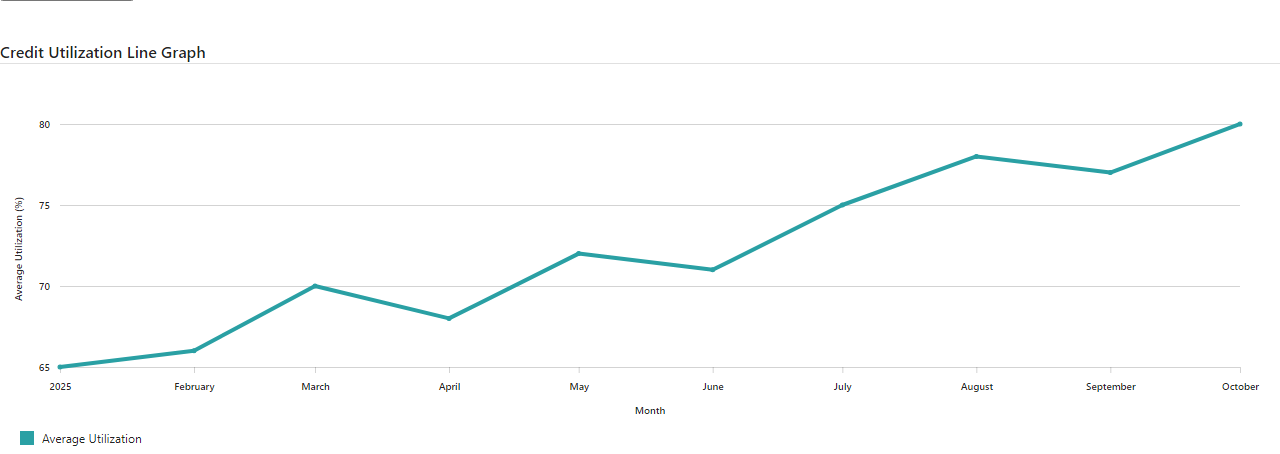 Credit Utilization Line Graph
80
75
70
65
Average Utilization (%)
2025 February March April May June July August September October
Month
Average Utilization